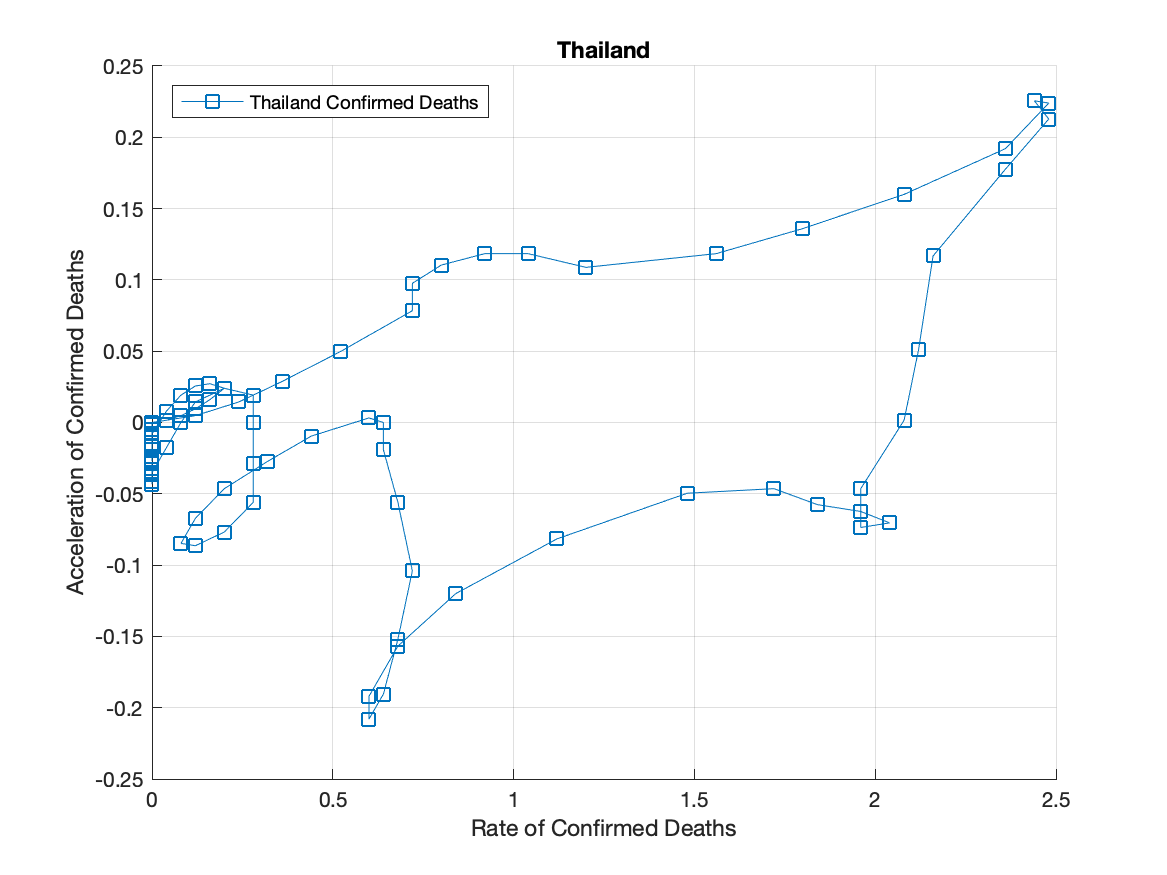 Thailand
Thailand Confirmed Deaths
0.25
0.2
0.15
0.1
0.05
0
-0.05
-0.1
-0.15
-0.2
-0.25
Acceleration of Confirmed Deaths
0 0.5 1 1.5 2 2.5
Rate of Confirmed Deaths